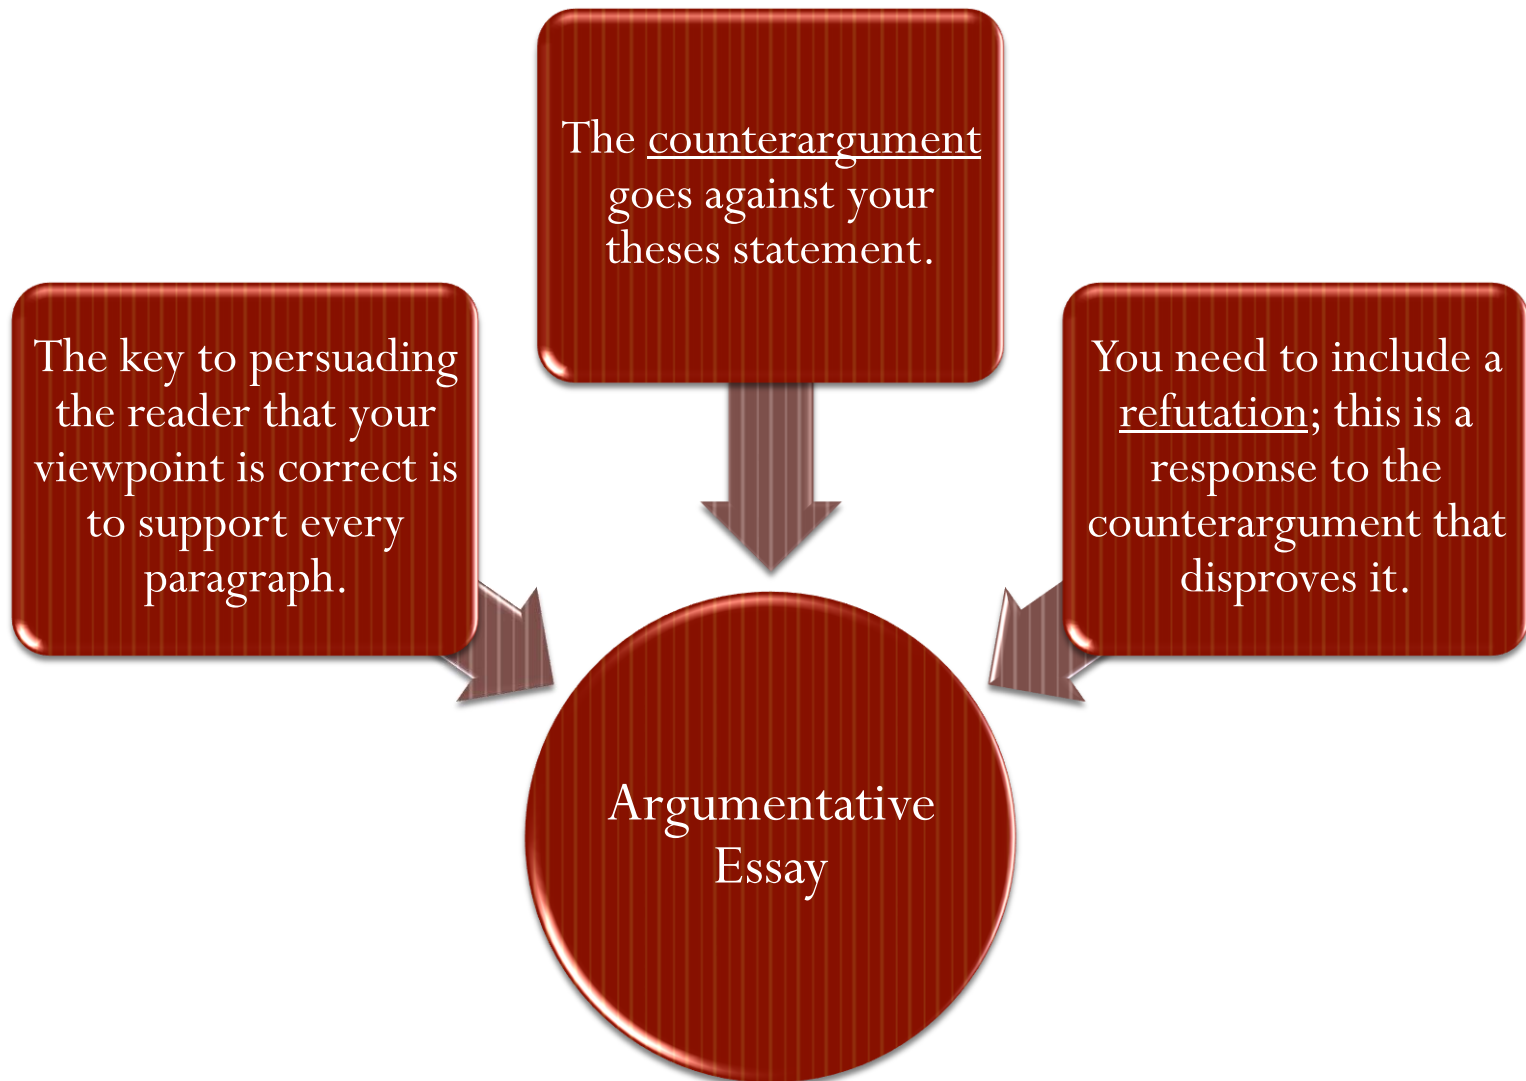 The key to persuading
the reader that your
viewpoint is correct is
to support every
paragraph.
The counterargument
goes against your
theses statement.
You need to include a
refutation; this is a
response to the
counterargument that
disproves it.
Argumentative
Essay